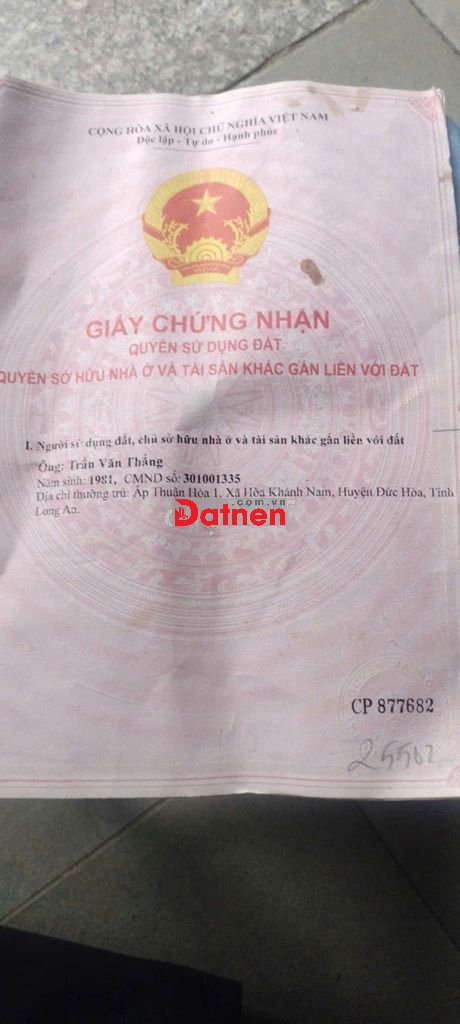 CỘNG HÒA XÃ HỘI CHỦ NGHĨA VIỆT NAM
Độc lập - Tự do - Hạnh phúc
GIẤY CHỨNG NHẬN
QUYỀN SỬ DỤNG ĐẤT
QUYỀN SỞ HỮU NHÀ Ở VÀ TÀI SẢN KHÁC GẮN LIỀN VỚI ĐẤT
I. Người sử dụng đất, chủ sở hữu nhà ở và tài sản khác gắn liền với đất
Ông: Trần Văn Thắng
Năm sinh: 1981, CMND số: 301001335
Địa chỉ thường trú: Ấp Thuận Hòa 1, Xã Hòa Khánh Nam, Huyện Đức Hòa, Tỉnh
Long An.
.com.vn
Datnen
CP 877682